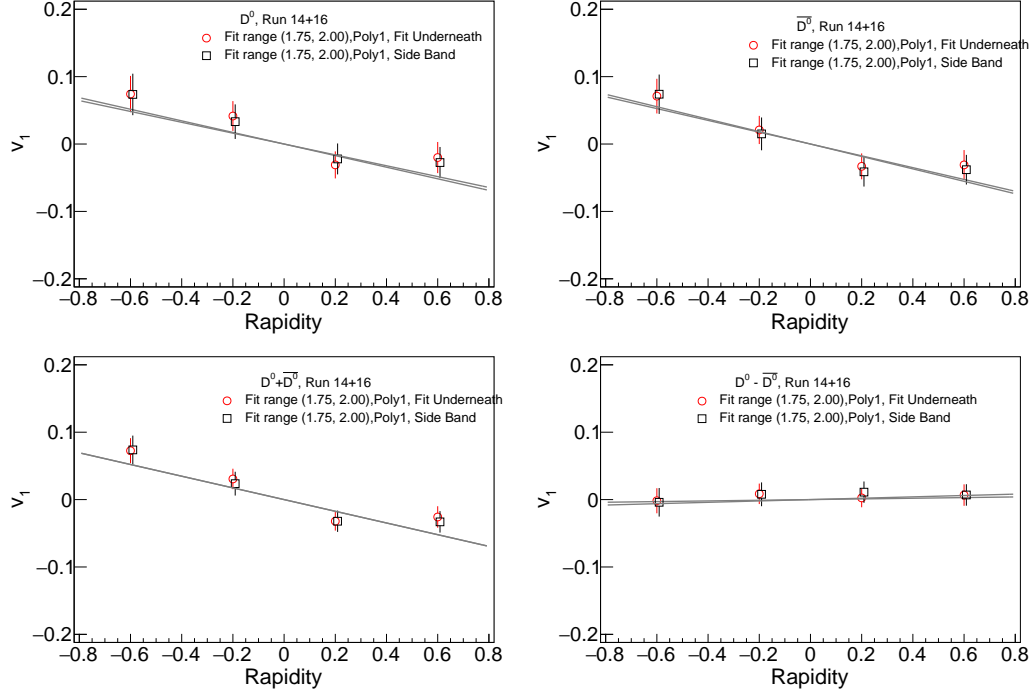 D⁰, Run 14+16
Fit range (1.75, 2.00),Poly1, Fit Underneath
Fit range (1.75, 2.00),Poly1, Side Band
0.2
0.1
0
−0.1
−0.2
v₁
−0.8 −0.6 −0.4 −0.2 0 0.2 0.4 0.6 0.8
Rapidity
D̅⁰, Run 14+16
Fit range (1.75, 2.00),Poly1, Fit Underneath
Fit range (1.75, 2.00),Poly1, Side Band
0.2
0.1
0
−0.1
−0.2
v₁
−0.8 −0.6 −0.4 −0.2 0 0.2 0.4 0.6 0.8
Rapidity
D⁰+D̅⁰, Run 14+16
Fit range (1.75, 2.00),Poly1, Fit Underneath
Fit range (1.75, 2.00),Poly1, Side Band
0.2
0.1
0
−0.1
−0.2
v₁
−0.8 −0.6 −0.4 −0.2 0 0.2 0.4 0.6 0.8
Rapidity
D⁰ - D̅⁰, Run 14+16
Fit range (1.75, 2.00),Poly1, Fit Underneath
Fit range (1.75, 2.00),Poly1, Side Band
0.2
0.1
0
−0.1
−0.2
v₁
−0.8 −0.6 −0.4 −0.2 0 0.2 0.4 0.6 0.8
Rapidity